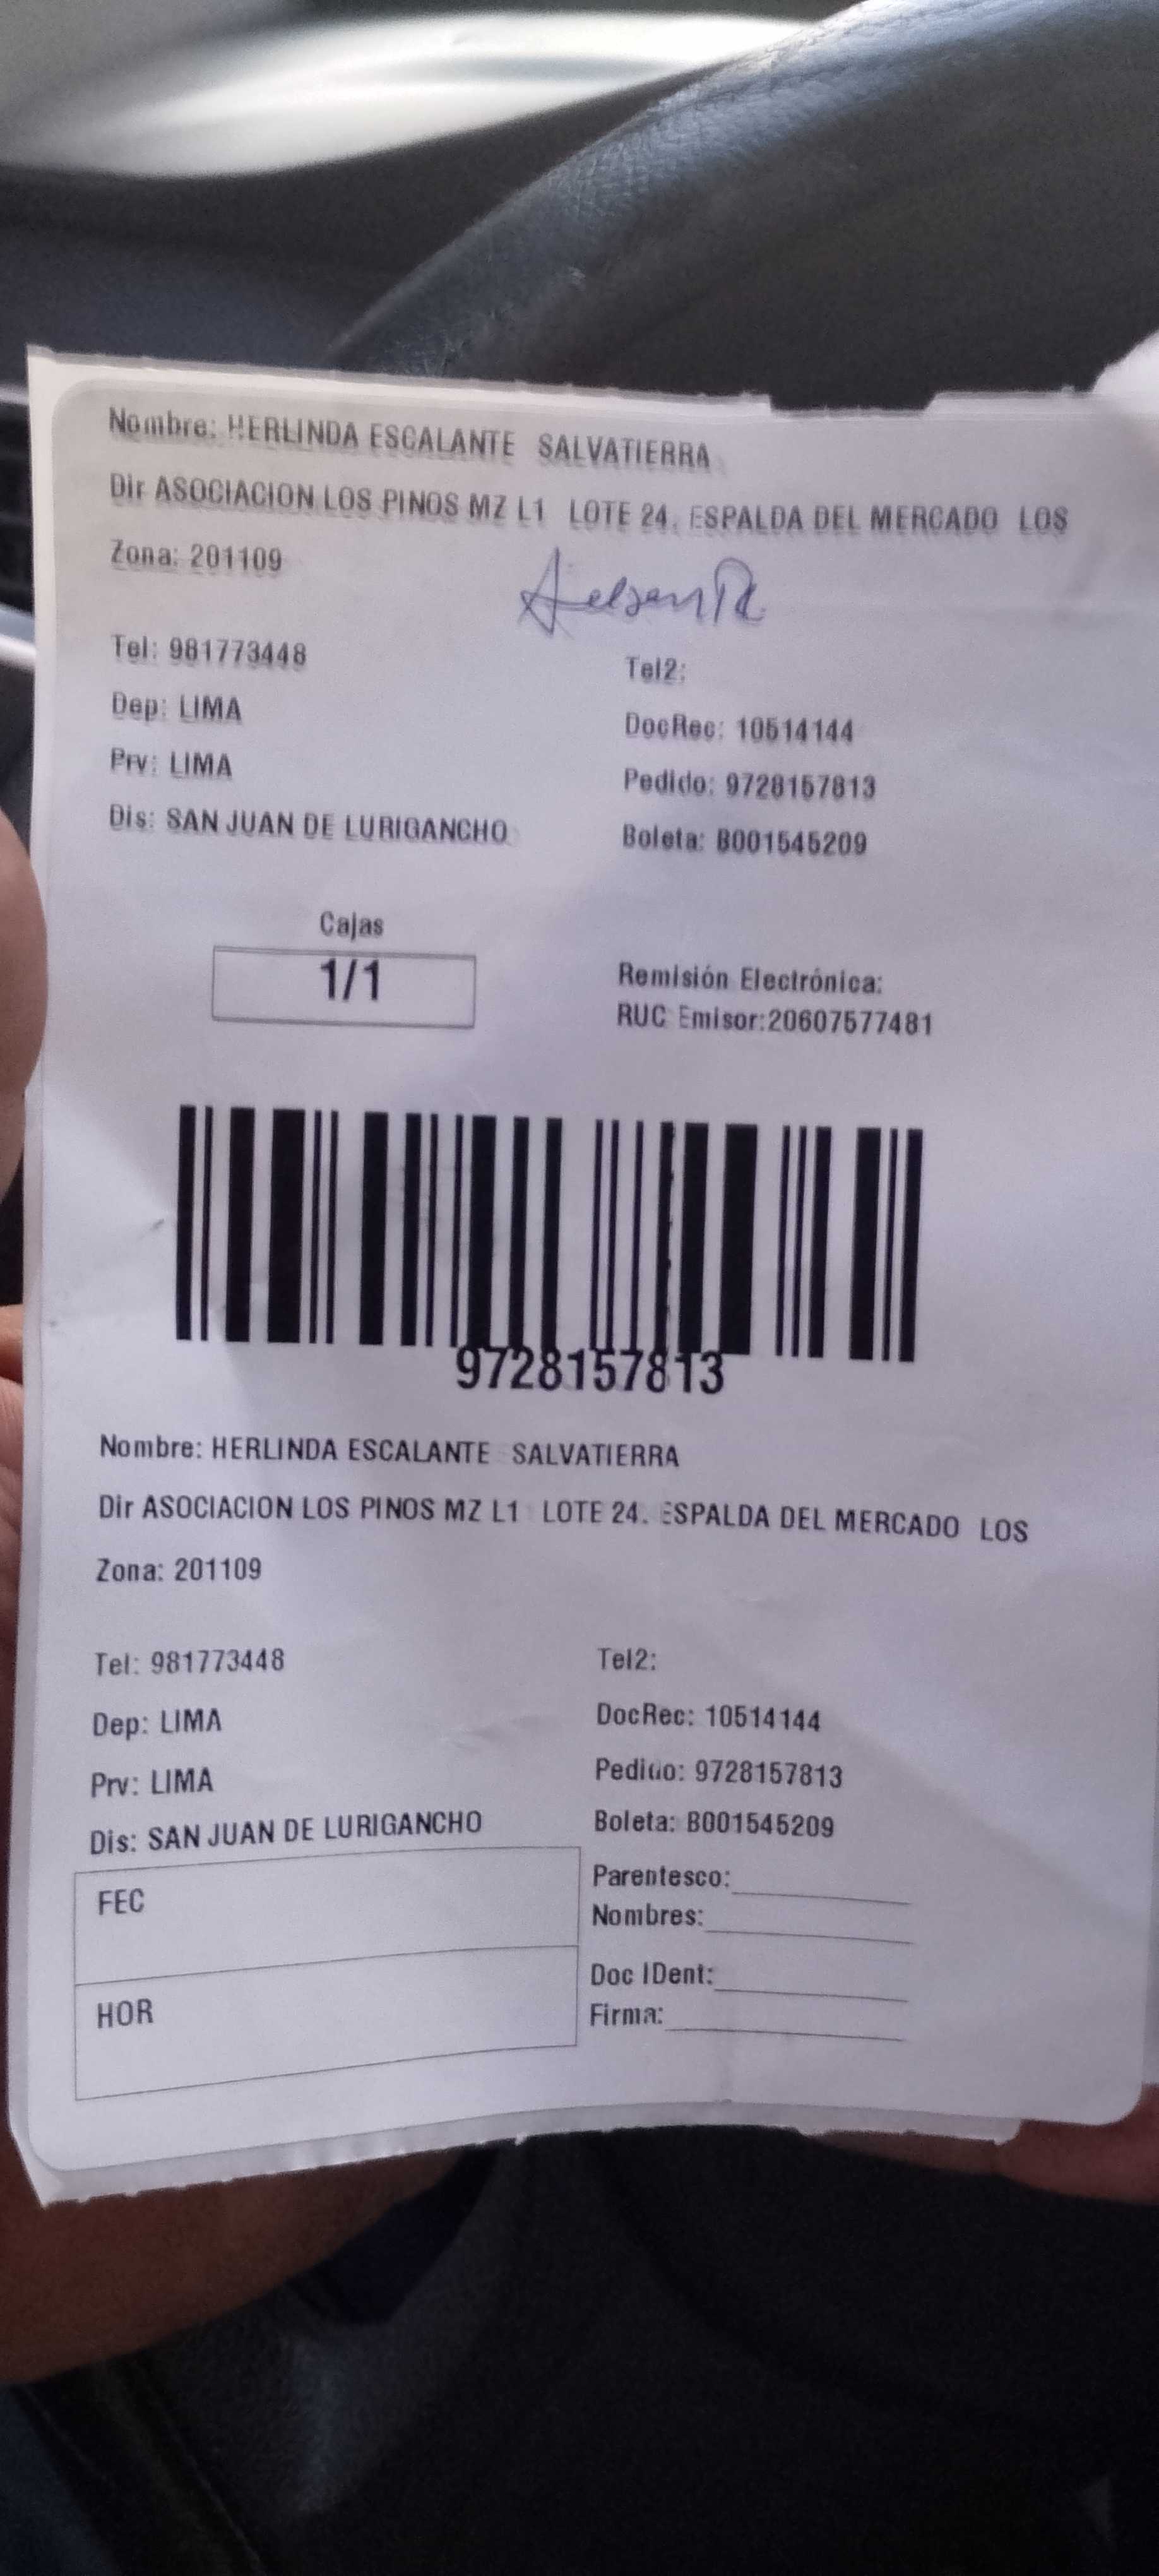 Nombre: HERLINDA ESCALANTE SALVATIERRA
Dir ASOCIACION LOS PINOS MZ L1 LOTE 24. ESPALDA DEL MERCADO LOS
Zona: 201109
Tel: 981773448
Tel2:
Dep: LIMA
DocRec: 10514144
Prv: LIMA
Pedido: 9728157813
Dis: SAN JUAN DE LURIGANCHO
Boleta: B001545209
Cajas
1/1
Remisión Electrónica:
RUC Emisor:20607577481
9728157813
Nombre: HERLINDA ESCALANTE SALVATIERRA
Dir ASOCIACION LOS PINOS MZ L1 LOTE 24. ESPALDA DEL MERCADO LOS
Zona: 201109
Tel: 981773448
Tel2:
Dep: LIMA
DocRec: 10514144
Prv: LIMA
Pedido: 9728157813
Dis: SAN JUAN DE LURIGANCHO
Boleta: B001545209
FEC
Parentesco:
Nombres:
HOR
Doc IDent:
Firma: